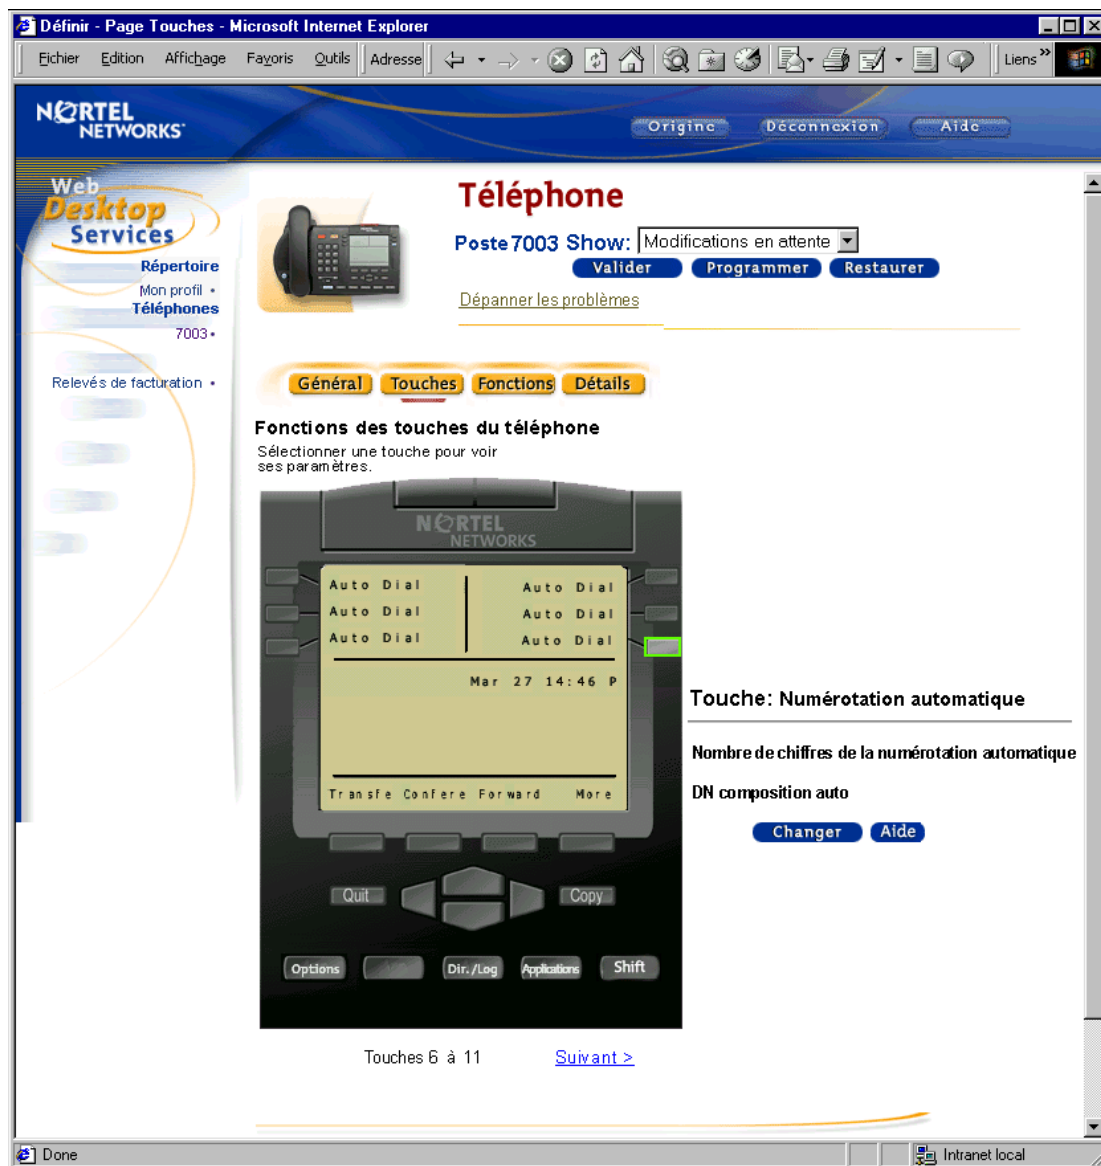 Définir - Page Touches - Microsoft Internet Explorer
Fichier Edition Affichage Favoris Outils Adresse Liens »
NORTEL NETWORKS
Origine Déconnexion Aide
Web Desktop Services
Répertoire
Mon profil •
Téléphones
7003 •
Relevés de facturation •
Téléphone
Poste 7003 Show: Modifications en attente
Valider Programmer Restaurer
Dépanner les problèmes
Général Touches Fonctions Détails
Fonctions des touches du téléphone
Sélectionner une touche pour voir
ses paramètres.
NORTEL
NETWORKS
Auto Dial Auto Dial
Auto Dial Auto Dial
Auto Dial Auto Dial
Mar 27 14:46 P
Transfe Confere Forward More
Quit Copy
Options Dir./Log Applications Shift
Touche: Numérotation automatique
Nombre de chiffres de la numérotation automatique
DN composition auto
Changer Aide
Touches 6 à 11 Suivant >
Done Intranet local